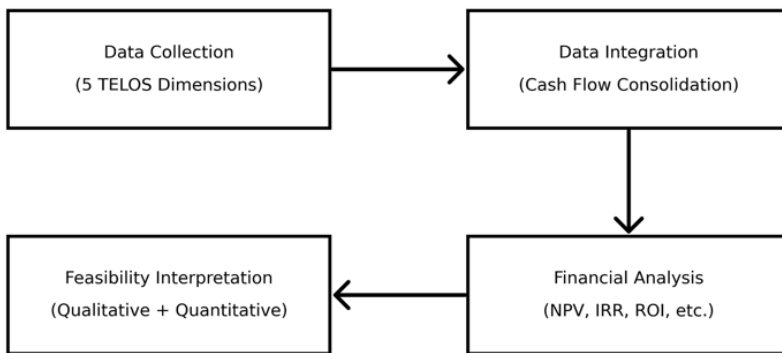 Data Collection
(5 TELOS Dimensions)
Data Integration
(Cash Flow Consolidation)
Financial Analysis
(NPV, IRR, ROI, etc.)
Feasibility Interpretation
(Qualitative + Quantitative)